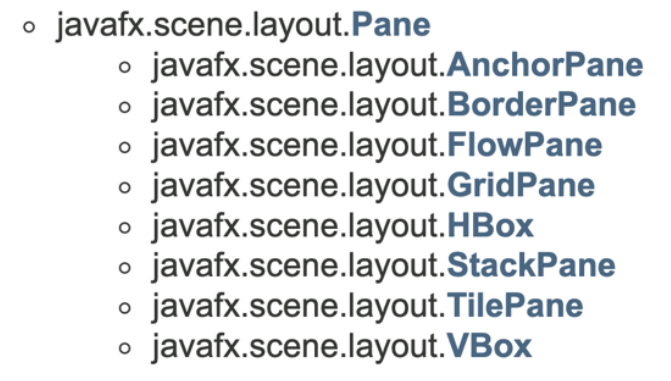 javafx.scene.layout.Pane
javafx.scene.layout.AnchorPane
javafx.scene.layout.BorderPane
javafx.scene.layout.FlowPane
javafx.scene.layout.GridPane
javafx.scene.layout.HBox
javafx.scene.layout.StackPane
javafx.scene.layout.TilePane
javafx.scene.layout.VBox